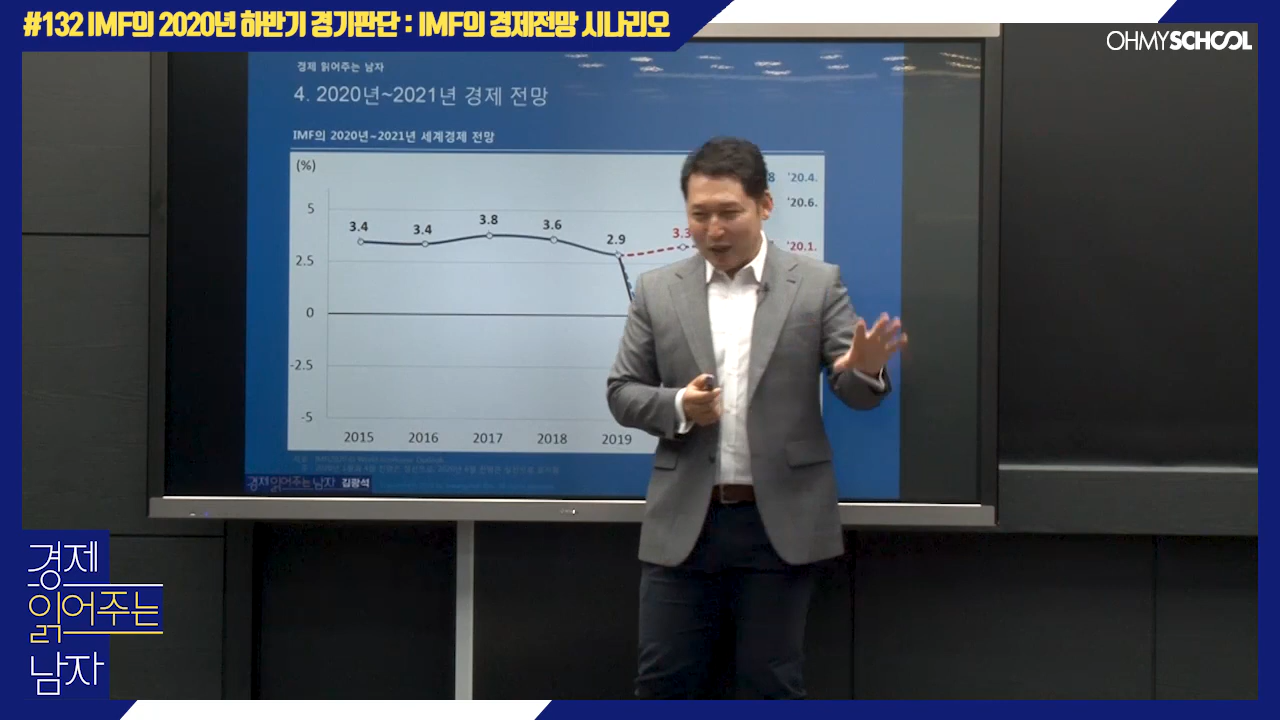 #132 IMF의 2020년 하반기 경기판단 : IMF의 경제전망 시나리오
OHMYSCHOOL
경제 읽어주는 남자
4. 2020년~2021년 경제 전망
IMF의 2020년~2021년 세계경제 전망
(%)
8 '20.4.
'20.6.
5
3.4 3.4 3.8 3.6 2.9 3.3
'20.1.
2.5
0
-2.5
-5
2015 2016 2017 2018 2019
경제 읽어주는 남자 김광석
경제
읽어주는
남자